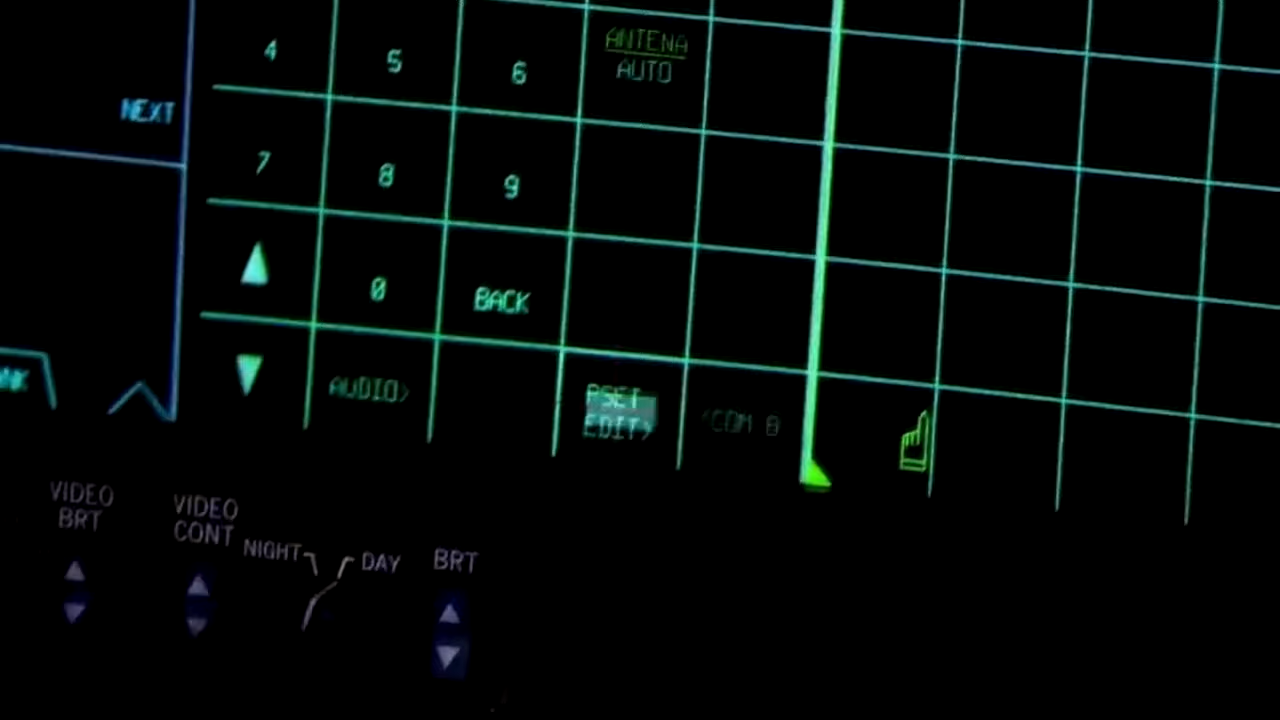 4
5
6
ANTENA
AUTO
NEXT
7
8
9
0
BACK
AUDIO>
PSET
EDIT>
<COM B
VIDEO
BRT
VIDEO
CONT
NIGHT
DAY
BRT